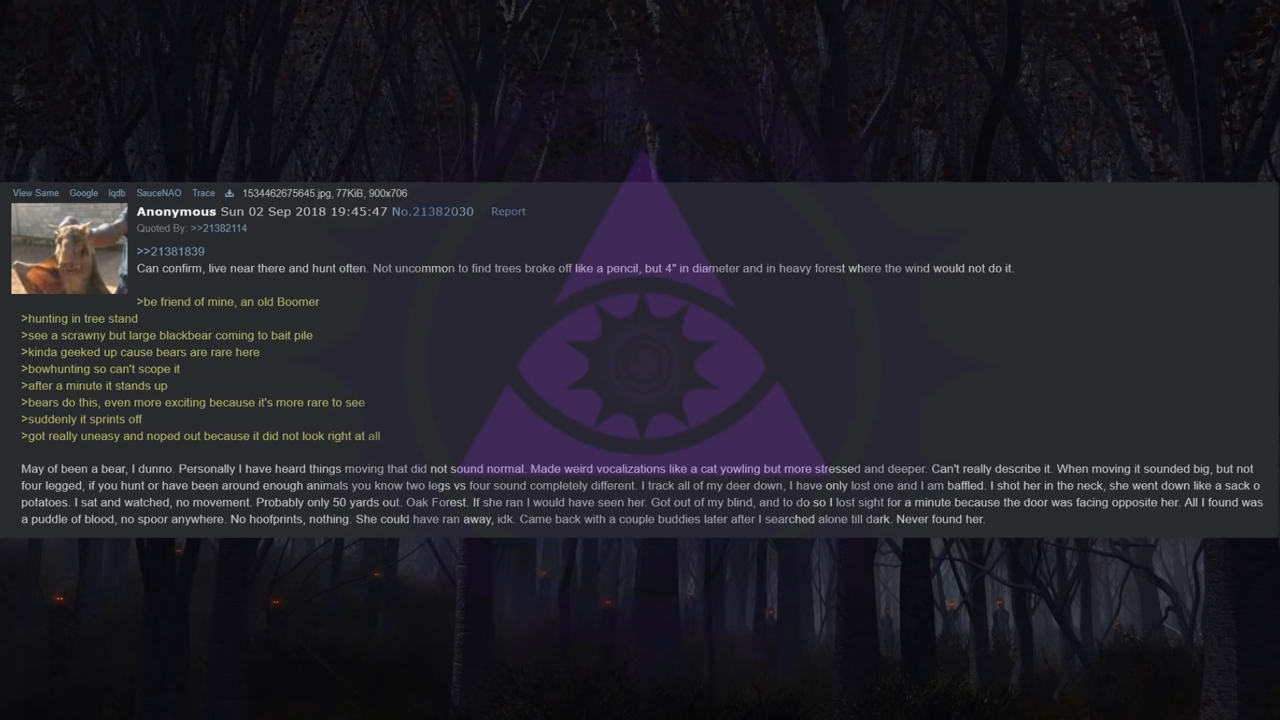 View Same Google iqdb SauceNAO Trace 1534462675645.jpg, 77KiB, 900x706
Anonymous Sun 02 Sep 2018 19:45:47 No.21382030 Report
Quoted By: >>21382114
>>21381839
Can confirm, live near there and hunt often. Not uncommon to find trees broke off like a pencil, but 4" in diameter and in heavy forest where the wind would not do it.
>be friend of mine, an old Boomer
>hunting in tree stand
>see a scrawny but large blackbear coming to bait pile
>kinda geeked up cause bears are rare here
>bowhunting so can't scope it
>after a minute it stands up
>bears do this, even more exciting because it's more rare to see
>suddenly it sprints off
>got really uneasy and noped out because it did not look right at all
May of been a bear, I dunno. Personally I have heard things moving that did not sound normal. Made weird vocalizations like a cat yowling but more stressed and deeper. Can't really describe it. When moving it sounded big, but not
four legged, if you hunt or have been around enough animals you know two legs vs four sound completely different. I track all of my deer down, I have only lost one and I am baffled. I shot her in the neck, she went down like a sack o
potatoes. I sat and watched, no movement. Probably only 50 yards out. Oak Forest. If she ran I would have seen her. Got out of my blind, and to do so I lost sight for a minute because the door was facing opposite her. All I found was
a puddle of blood, no spoor anywhere. No hoofprints, nothing. She could have ran away, idk. Came back with a couple buddies later after I searched alone till dark. Never found her.